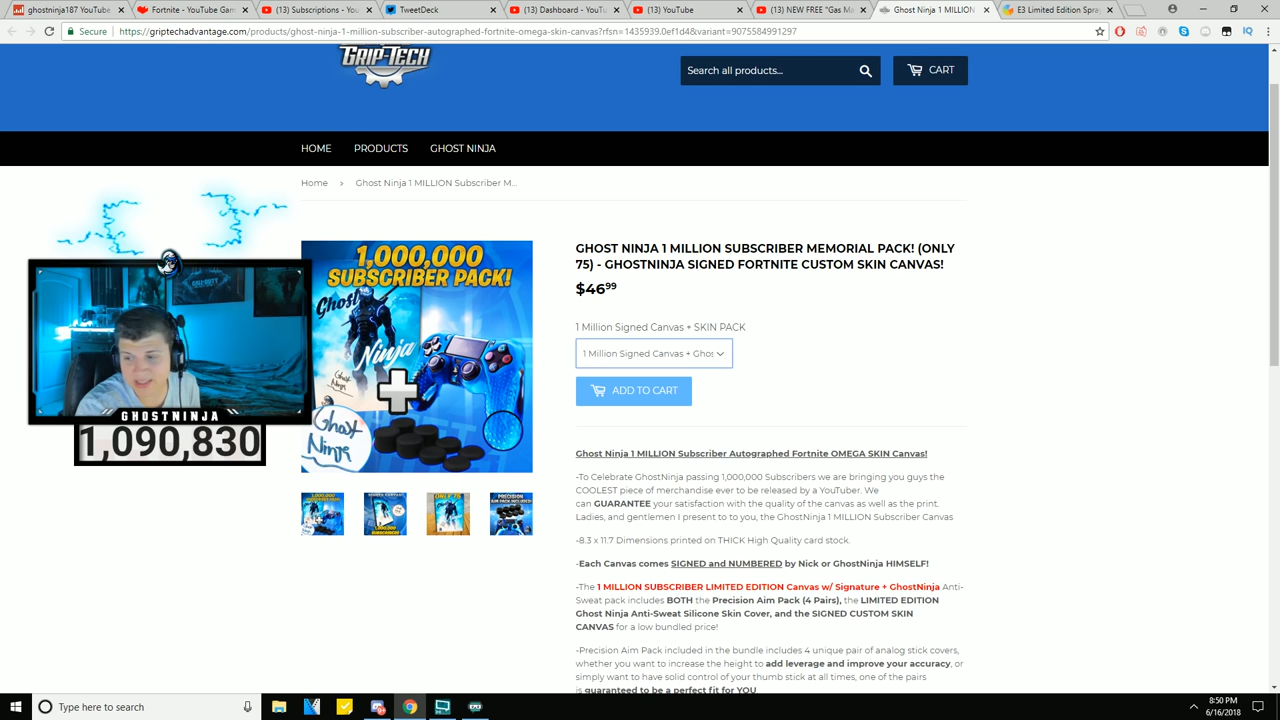 ghostninja187 YouTube
Fortnite - YouTube Gam
(13) Subscriptions - You
TweetDeck
(13) Dashboard - YouTu
(13) YouTube
(13) NEW FREE "Gas Ma
Ghost Ninja 1 MILLION
E3 Limited Edition Spray
Secure
https://griptechadvantage.com/products/ghost-ninja-1-million-subscriber-autographed-fortnite-omega-skin-canvas?rfsn=1435939.0ef1d4&variant=9075584991297
GRIP-TECH
Search all products...
CART
HOME
PRODUCTS
GHOST NINJA
Home › Ghost Ninja 1 MILLION Subscriber M...
1,000,000
SUBSCRIBER PACK!
Ghost
Ninja
Ghost
Ninja
Ghost
Ninja
GHOSTNINJA
1,090,830
GHOST NINJA 1 MILLION SUBSCRIBER MEMORIAL PACK! (ONLY
75) - GHOSTNINJA SIGNED FORTNITE CUSTOM SKIN CANVAS!
$46.99
1 Million Signed Canvas + SKIN PACK
1 Million Signed Canvas + Ghos
ADD TO CART
Ghost Ninja 1 MILLION Subscriber Autographed Fortnite OMEGA SKIN Canvas!
-To Celebrate GhostNinja passing 1,000,000 Subscribers we are bringing you guys the
COOLEST piece of merchandise ever to be released by a YouTuber. We
can GUARANTEE your satisfaction with the quality of the canvas as well as the print.
Ladies, and gentlemen I present to to you, the GhostNinja 1 MILLION Subscriber Canvas
-8.3 x 11.7 Dimensions printed on THICK High Quality card stock.
-Each Canvas comes SIGNED and NUMBERED by Nick or GhostNinja HIMSELF!
-The 1 MILLION SUBSCRIBER LIMITED EDITION Canvas w/ Signature + GhostNinja Anti-
Sweat pack includes BOTH the Precision Aim Pack (4 Pairs), the LIMITED EDITION
Ghost Ninja Anti-Sweat Silicone Skin Cover, and the SIGNED CUSTOM SKIN
CANVAS for a low bundled price!
-Precision Aim Pack included in the bundle includes 4 unique pair of analog stick covers,
whether you want to increase the height to add leverage and improve your accuracy, or
simply want to have solid control of your thumb stick at all times, one of the pairs
is guaranteed to be a perfect fit for YOU
Type here to search
8:50 PM
6/16/2018